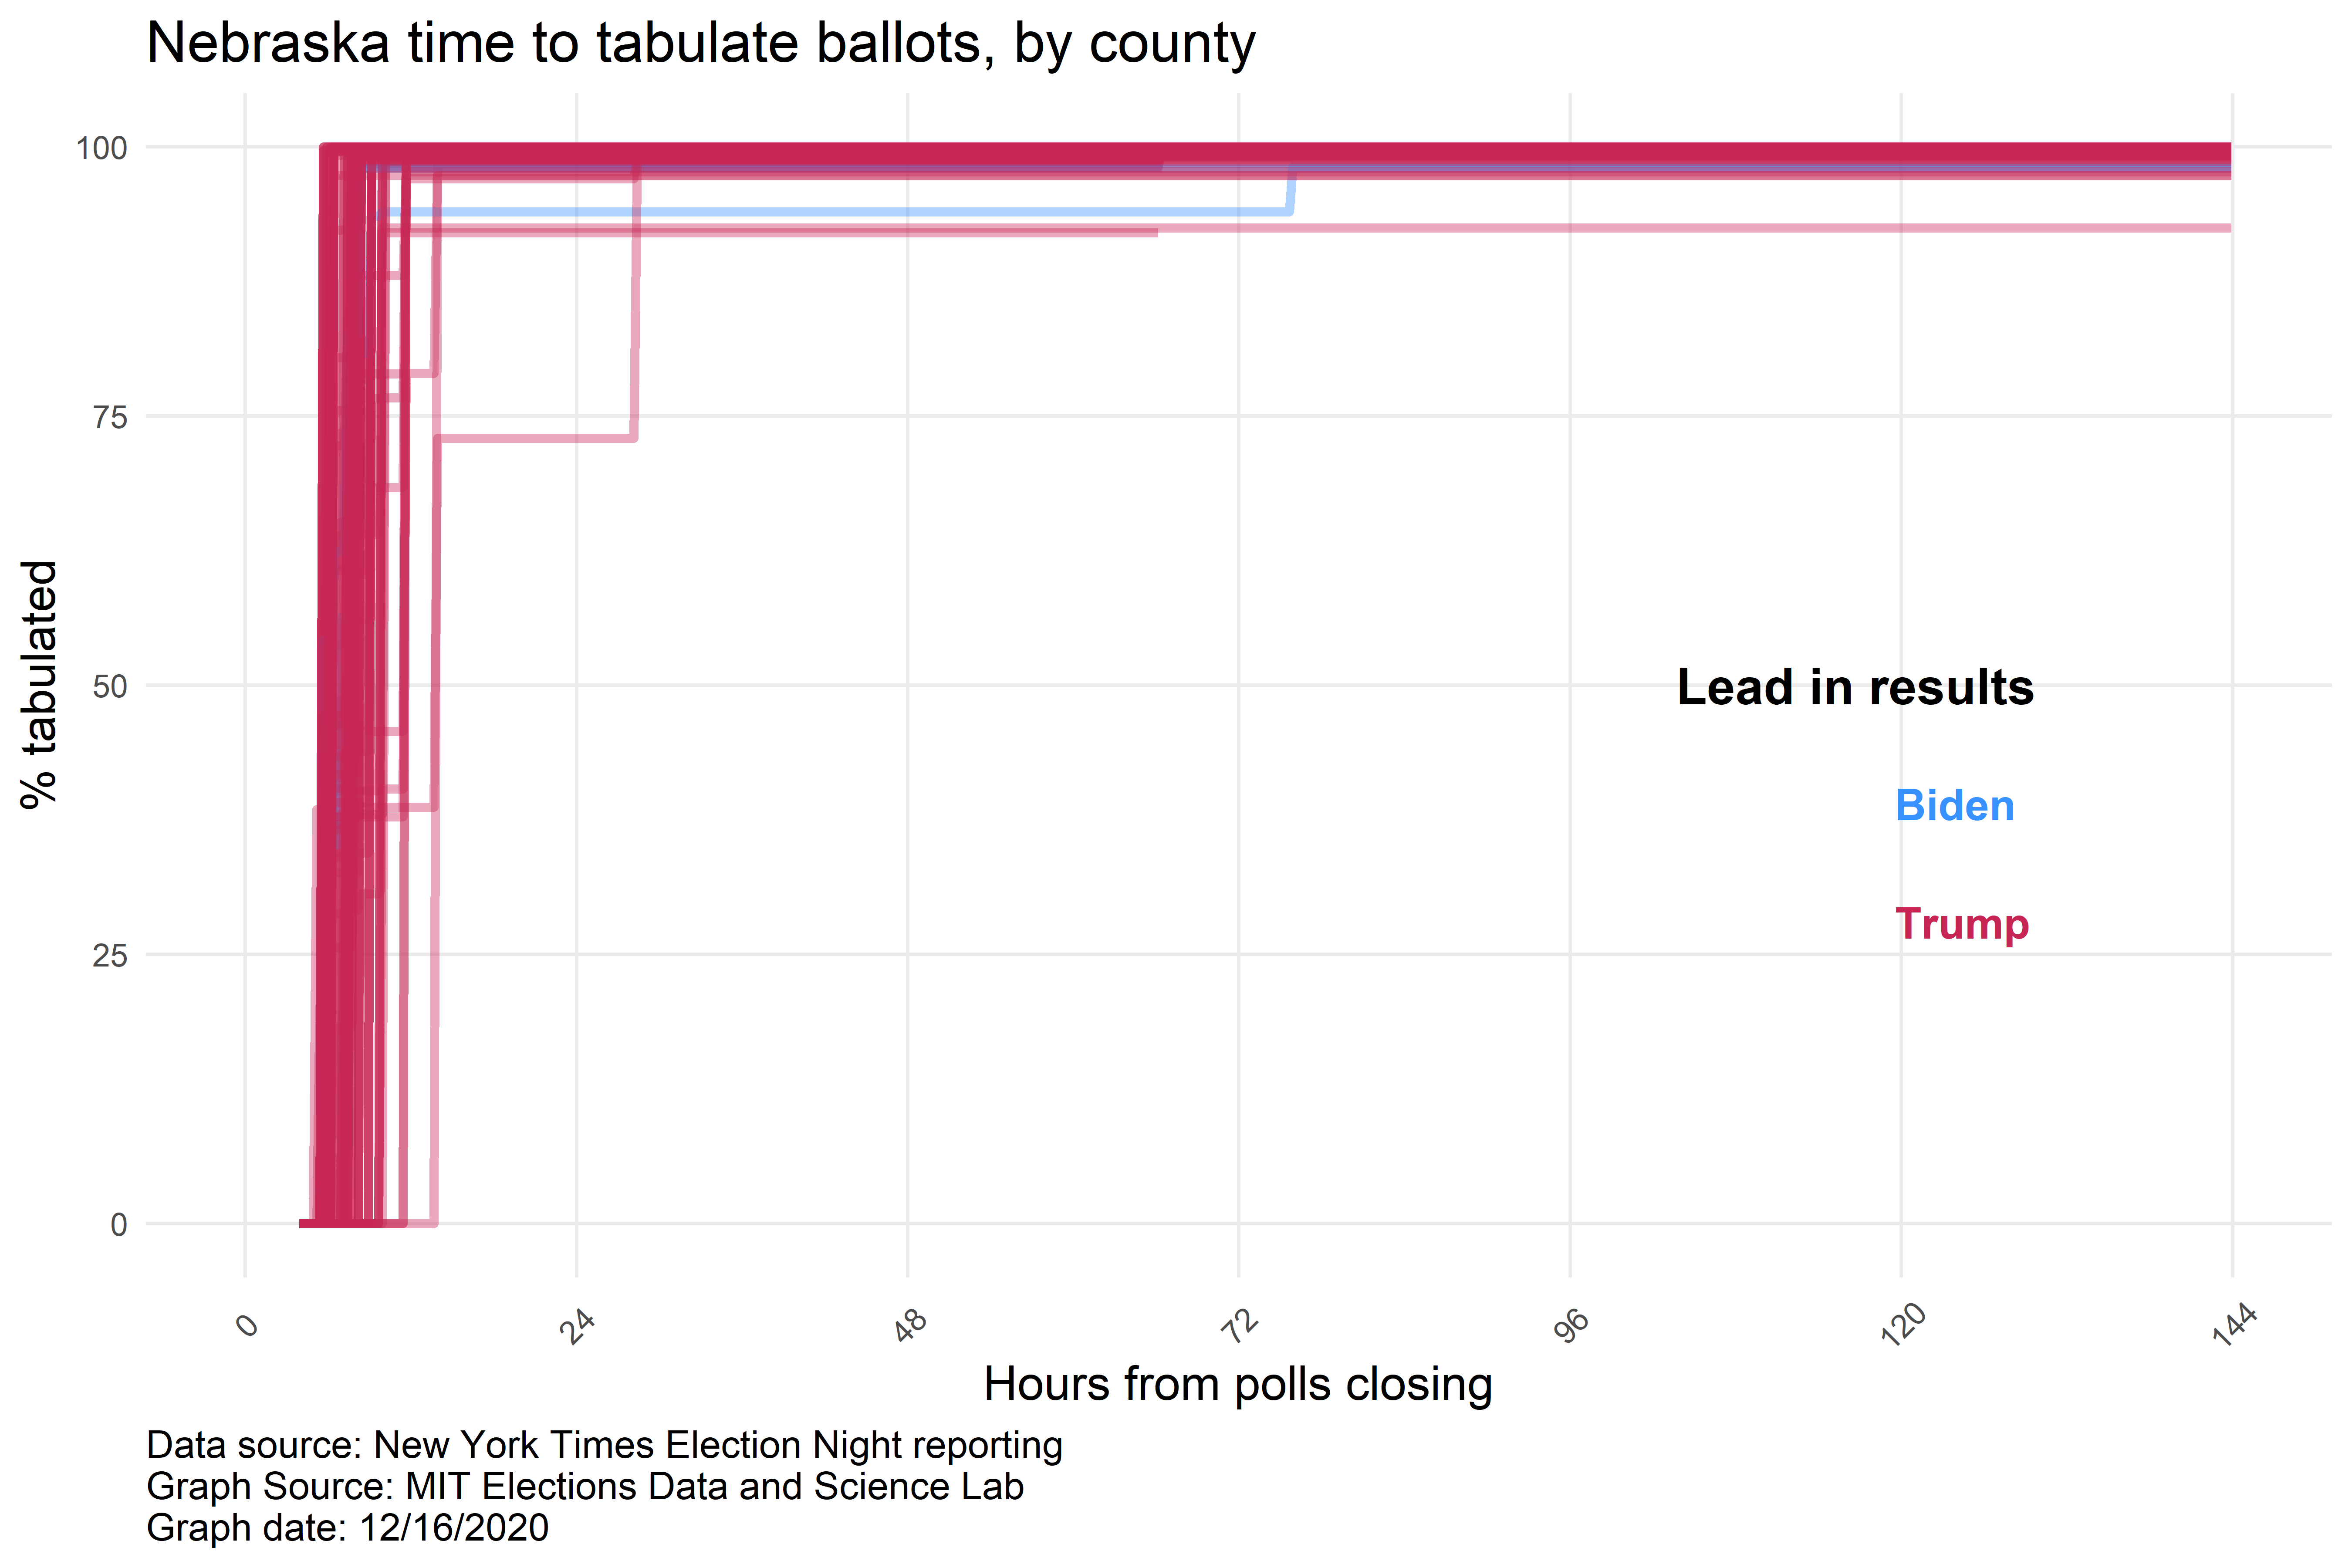 Nebraska time to tabulate ballots, by county
100
75
50
25
0
% tabulated
Lead in results
Biden
Trump
0 24 48 72 96 120 144
Hours from polls closing
Data source: New York Times Election Night reporting
Graph Source: MIT Elections Data and Science Lab
Graph date: 12/16/2020